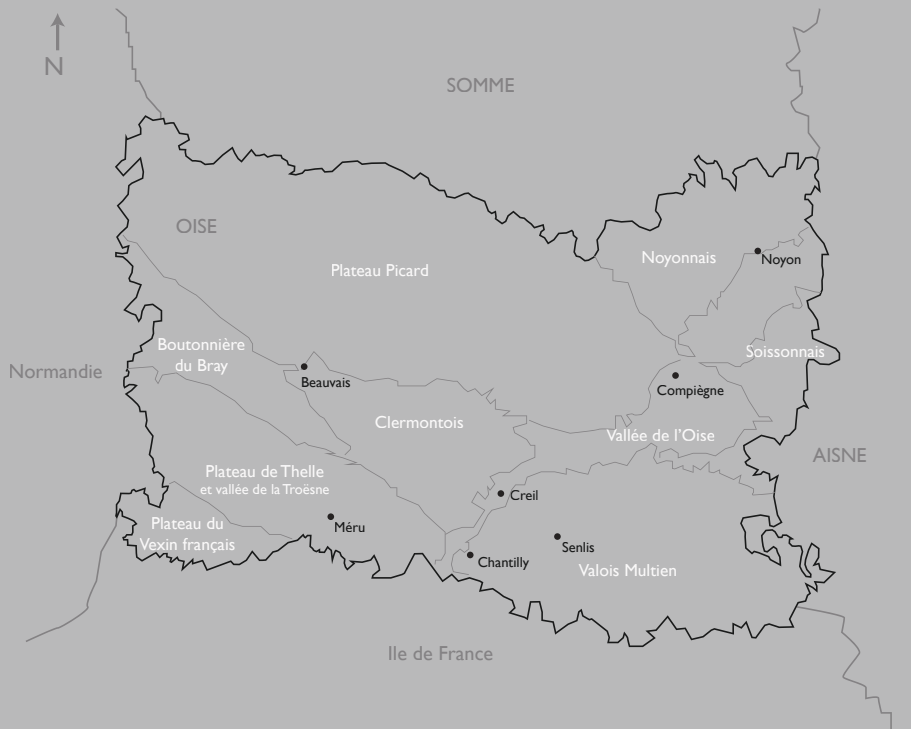 N
SOMME
OISE
Noyonnais
Noyon
Plateau Picard
Boutonnière
du Bray
Soissonnais
Normandie
Beauvais
Compiègne
Clermontois
Vallée de l'Oise
AISNE
Plateau de Thelle
et vallée de la Troësne
Creil
Plateau du
Vexin français
Méru
Senlis
Chantilly
Valois Multien
Ile de France